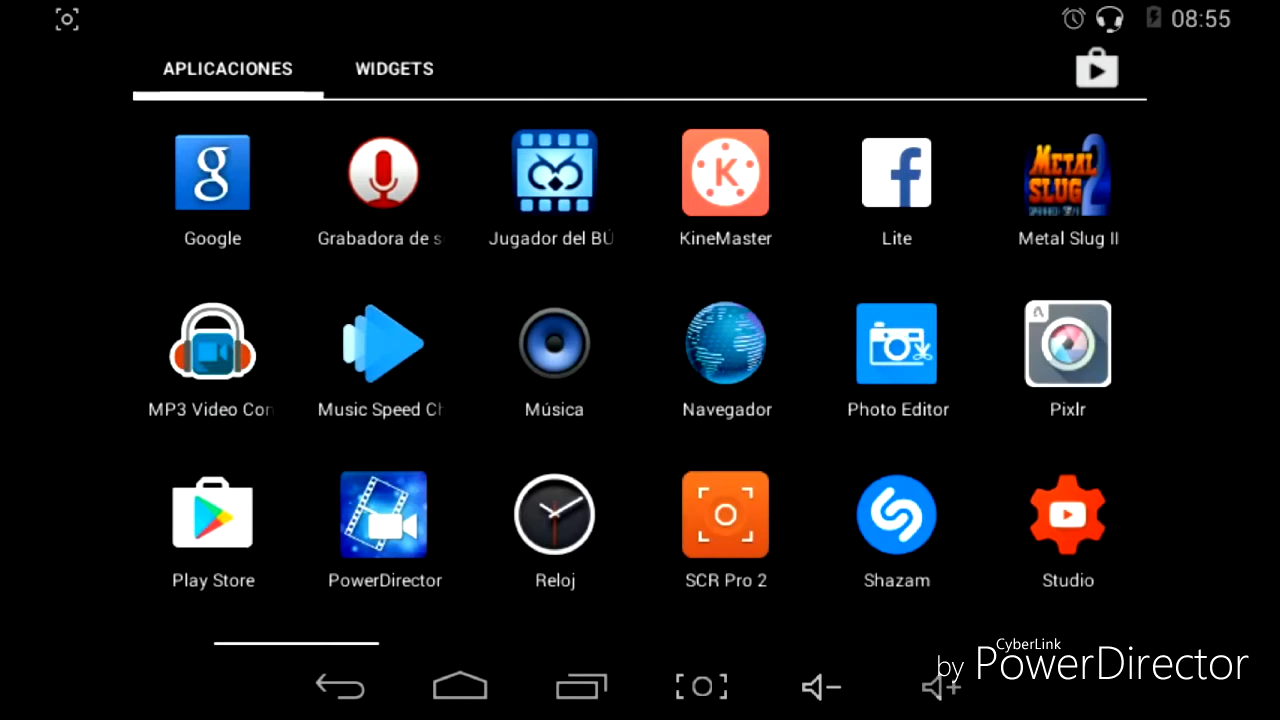 08:55
APLICACIONES WIDGETS
g K f METAL SLUG 2
Google Grabadora de s Jugador del BÚ KineMaster Lite Metal Slug II
MP3 Video Con Music Speed Ch Música Navegador Photo Editor Pixlr
Play Store PowerDirector Reloj SCR Pro 2 Shazam Studio
CyberLink
by PowerDirector